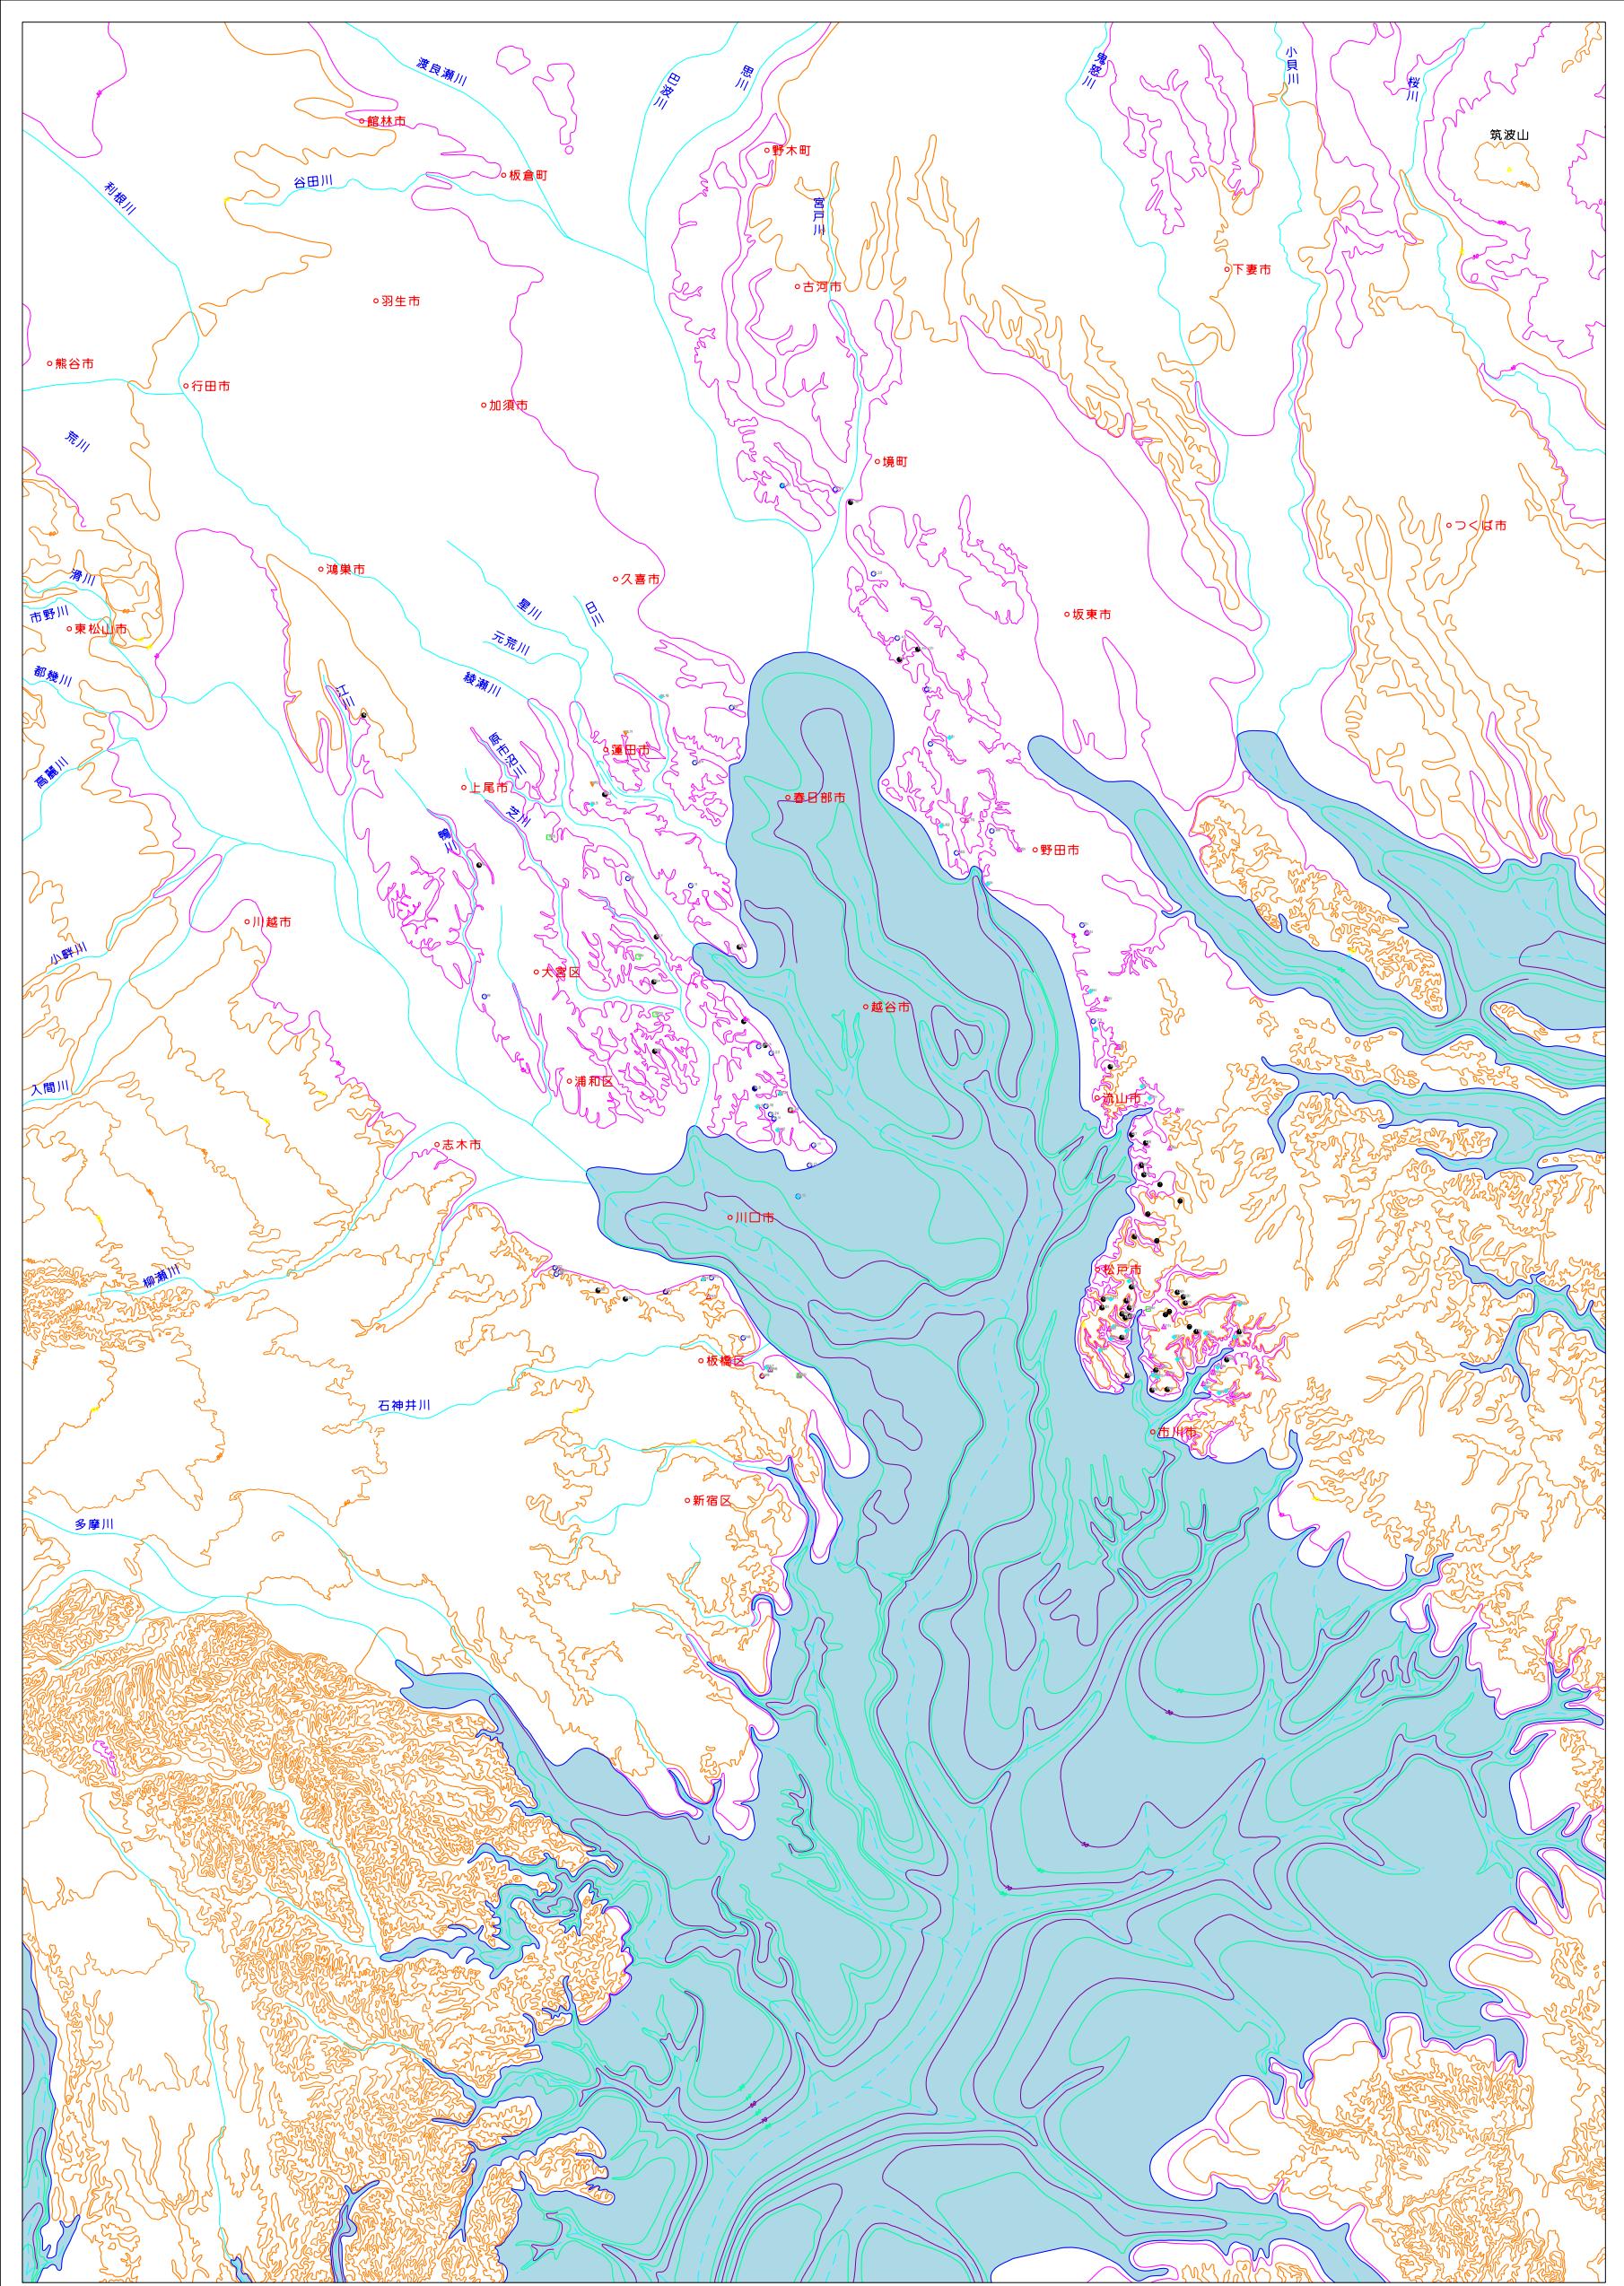 渡良瀬川
巴波川
思川
鬼怒川
小貝川
桜川
筑波山
館林市
野木町
板倉町
谷田川
利根川
宮戸川
下妻市
古河市
羽生市
熊谷市
行田市
加須市
荒川
境町
つくば市
鴻巣市
滑川
久喜市
星川
日川
市野川
東松山市
坂東市
元荒川
都幾川
綾瀬川
江川
原市沼川
蓮田市
高麗川
上尾市
春日部市
芝川
鴨川
野田市
川越市
小畔川
大宮区
越谷市
浦和区
入間川
流山市
志木市
川口市
柳瀬川
松戸市
板橋区
石神井川
市川市
新宿区
多摩川